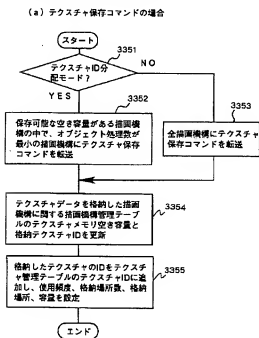 (a) テクスチャ保存コマンドの場合
スタート
3351
テクスチャID分
配モード?
NO
YES
3352
保存可能な空き容量がある描画機
構の中で、オブジェクト処理数が
最小の描画機構にテクスチャ保存
コマンドを転送
3353
全描画機構にテクスチャ
保存コマンドを転送
3354
テクスチャデータを格納した描画
機構に関する描画機構管理テーブ
ルのテクスチャメモリ空き容量と
格納テクスチャIDを更新
3355
格納したテクスチャのIDをテクスチ
ャ管理テーブルのテクスチャIDに追
加し、使用頻度、格納場所数、格納
場所、容量を設定
エンド